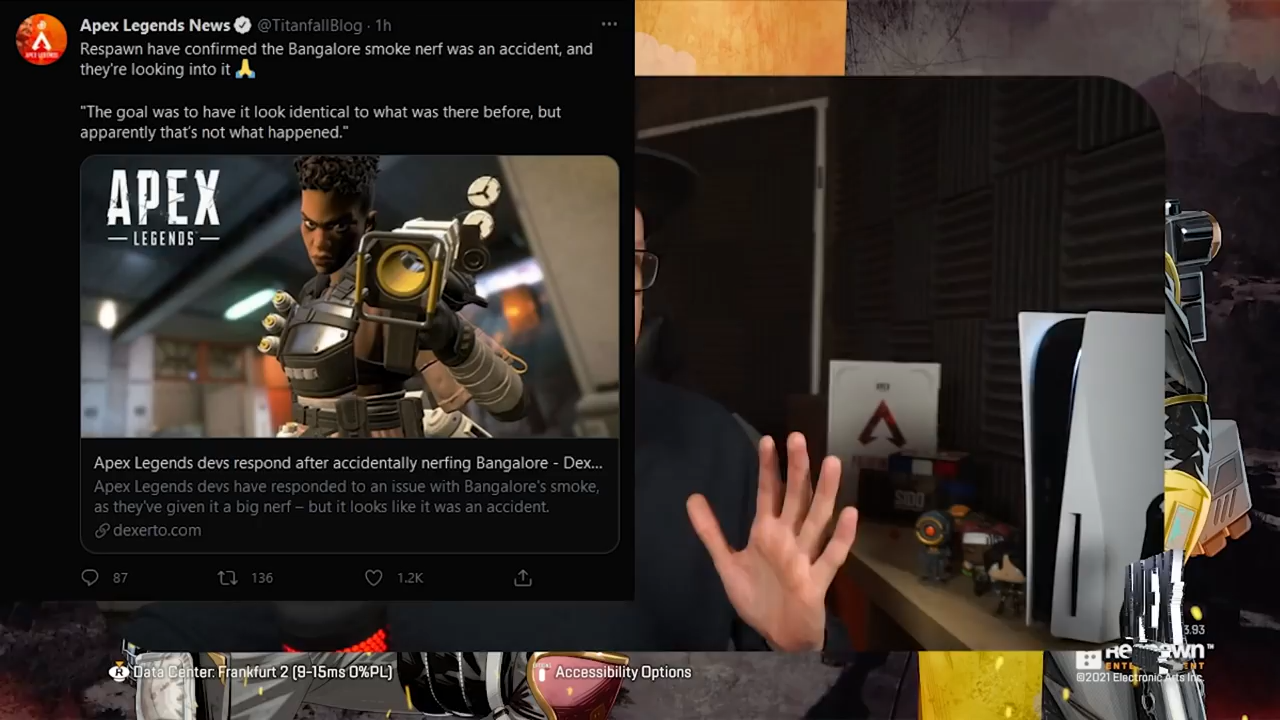 Apex Legends News @TitanfallBlog · 1h
Respawn have confirmed the Bangalore smoke nerf was an accident, and
they're looking into it 🙏
"The goal was to have it look identical to what was there before, but
apparently that's not what happened."
APEX
LEGENDS
Apex Legends devs respond after accidentally nerfing Bangalore - Dex...
Apex Legends devs have responded to an issue with Bangalore's smoke,
as they've given it a big nerf – but it looks like it was an accident.
dexerto.com
87 136 1.2K
Data Center: Frankfurt 2 (9-15ms 0%PL)
Accessibility Options
3.93
©2021 Electronic Arts Inc.